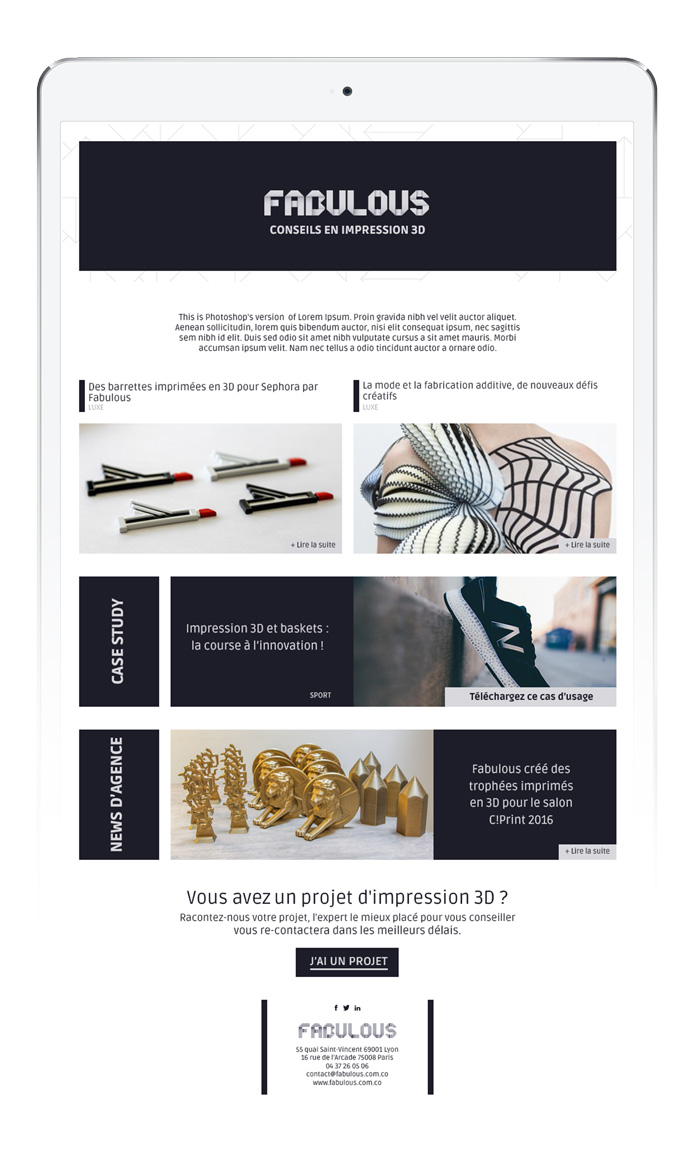 FABULOUS
CONSEILS EN IMPRESSION 3D
This is Photoshop's version of Lorem Ipsum. Proin gravida nibh vel velit auctor aliquet.
Aenean sollicitudin, lorem quis bibendum auctor, nisi elit consequat ipsum, nec sagittis
sem nibh id elit. Duis sed odio sit amet nibh vulputate cursus a sit amet mauris. Morbi
accumsan ipsum velit. Nam nec tellus a odio tincidunt auctor a ornare odio.
Des barrettes imprimées en 3D pour Sephora par
Fabulous
LUXE
La mode et la fabrication additive, de nouveaux défis
créatifs
LUXE
+ Lire la suite
+ Lire la suite
CASE STUDY
Impression 3D et baskets :
la course à l'innovation !
SPORT
N
Téléchargez ce cas d'usage
NEWS D'AGENCE
Fabulous créé des
trophées imprimés
en 3D pour le salon
C!Print 2016
+ Lire la suite
Vous avez un projet d'impression 3D ?
Racontez-nous votre projet, l'expert le mieux placé pour vous conseiller
vous re-contactera dans les meilleurs délais.
J'AI UN PROJET
FABULOUS
55 quai Saint-Vincent 69001 Lyon
16 rue de l'Arcade 75008 Paris
04 37 26 05 06
contact@fabulous.com.co
www.fabulous.com.co